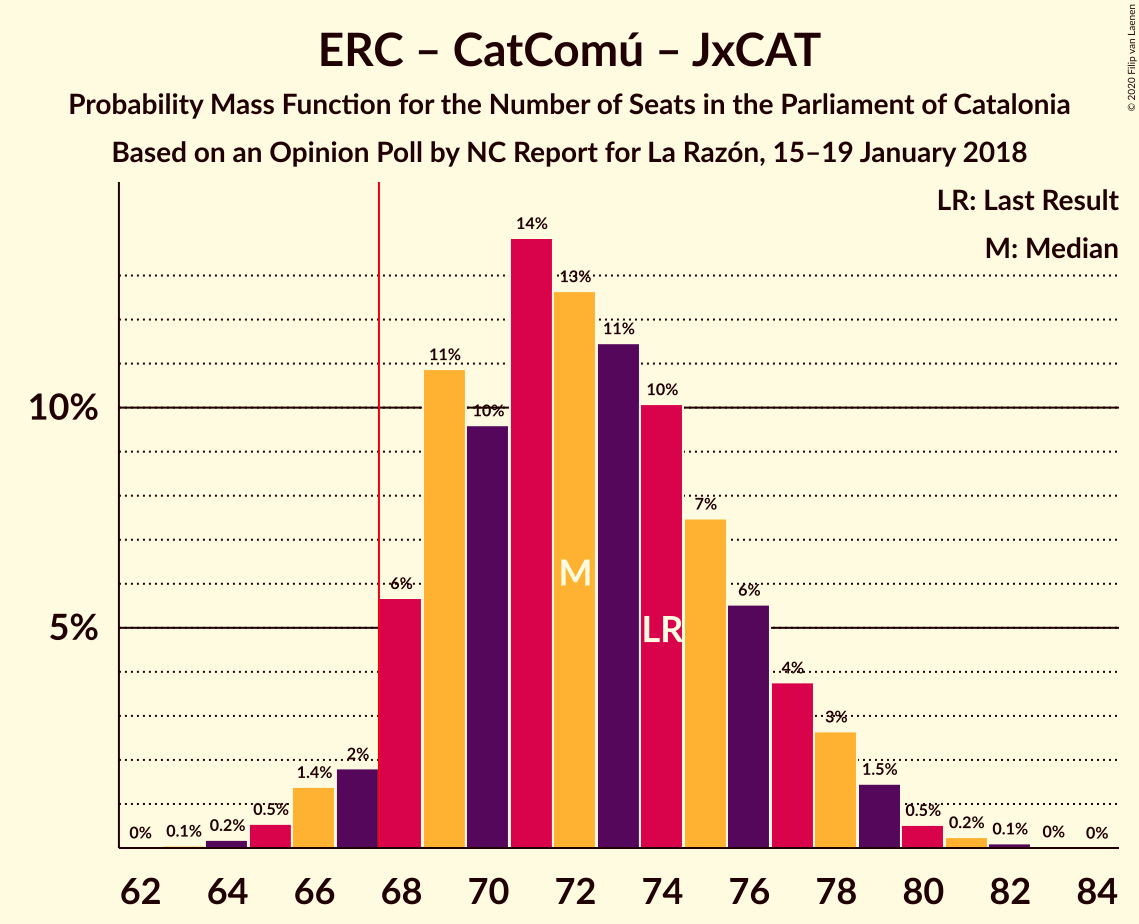 ERC – CatComú – JxCAT
Probability Mass Function for the Number of Seats in the Parliament of Catalonia
Based on an Opinion Poll by NC Report for La Razón, 15–19 January 2018
© 2020 Filip van Laenen
LR: Last Result
M: Median
10%
5%
0%
0.1%
0.2%
0.5%
1.4%
2%
6%
11%
10%
14%
13%
11%
10%
7%
6%
4%
3%
1.5%
0.5%
0.2%
0.1%
0%
0%
M
LR
62 64 66 68 70 72 74 76 78 80 82 84